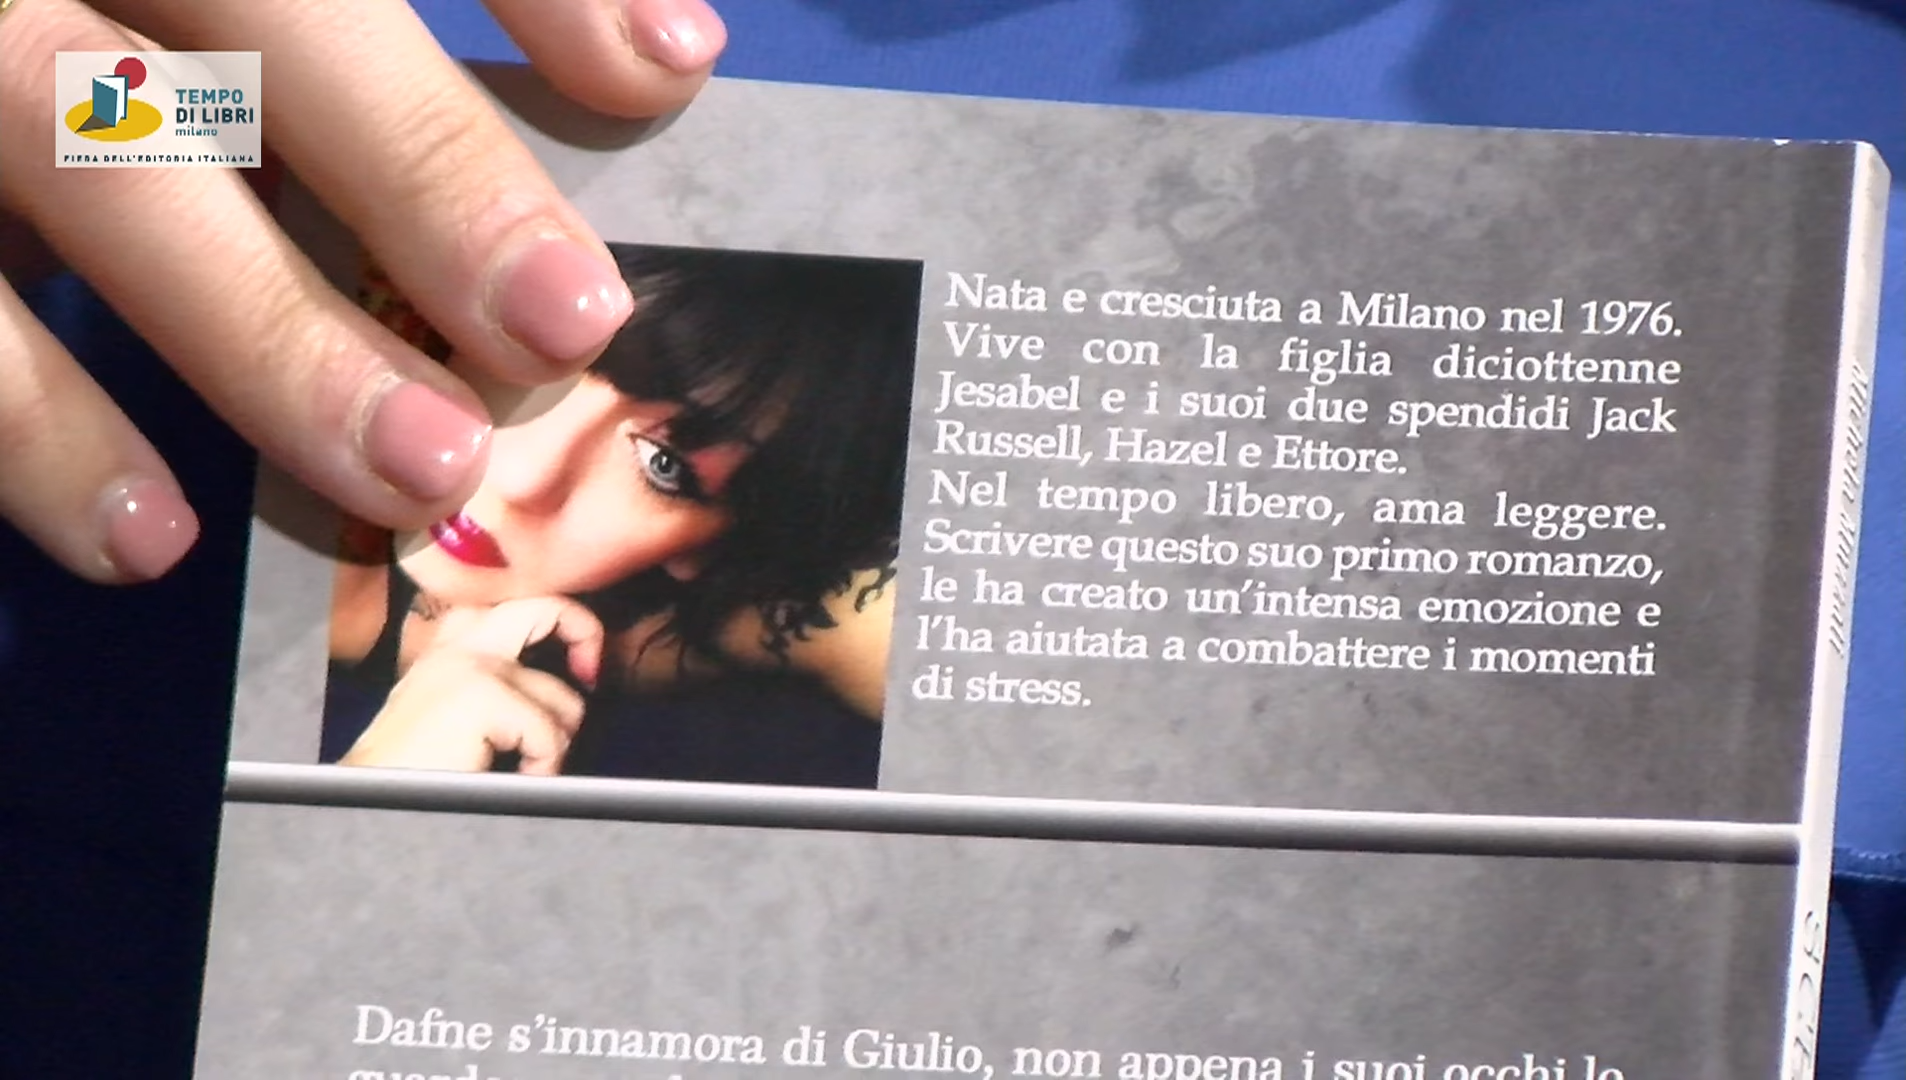 TEMPO
DI LIBRI
milano
FIERA DELL'EDITORIA ITALIANA
Nata e cresciuta a Milano nel 1976.
Vive con la figlia diciottenne
Jesabel e i suoi due spendidi Jack
Russell, Hazel e Ettore.
Nel tempo libero, ama leggere.
Scrivere questo suo primo romanzo,
le ha creato un'intensa emozione e
l'ha aiutata a combattere i momenti
di stress.
Dafne s'innamora di Giulio, non appena i suoi occhi lo